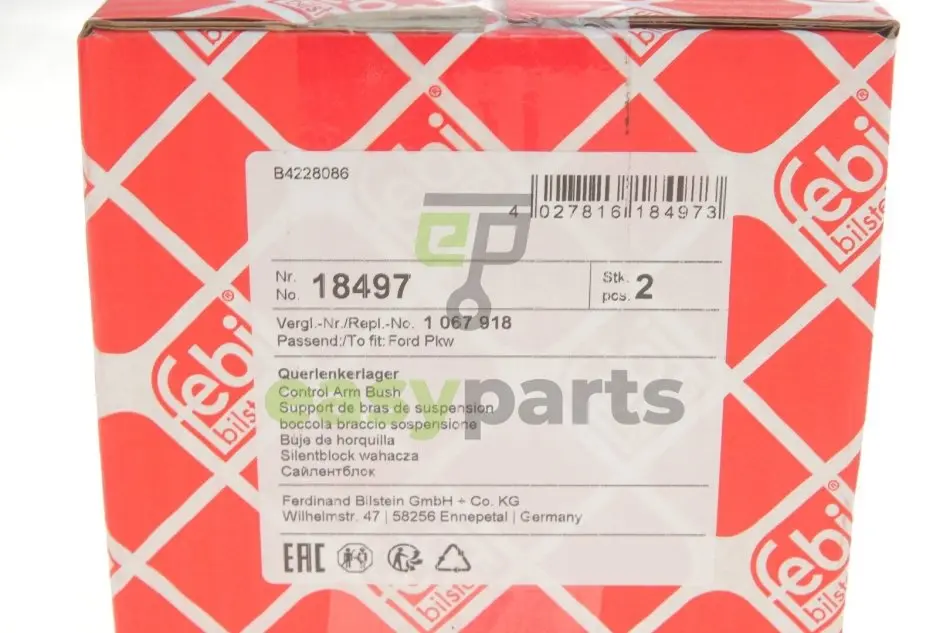 B4228086
4 027816 184973
Nr.
No. 18497
Stk.
pcs. 2
Vergl.-Nr./Repl.-No. 1 067 918
Passend:/To fit: Ford Pkw
Querlenkerlager
Control Arm Bush
Support de bras de suspension
boccola braccio sospensione
Buje de horquilla
Silentblock wahacza
Сайлентблок
easyparts
Ferdinand Bilstein GmbH + Co. KG
Wilhelmstr. 47 | 58256 Ennepetal | Germany
EAC
febi
bilstein
febi
bilstein
febi
bilstein
febi
bilstein